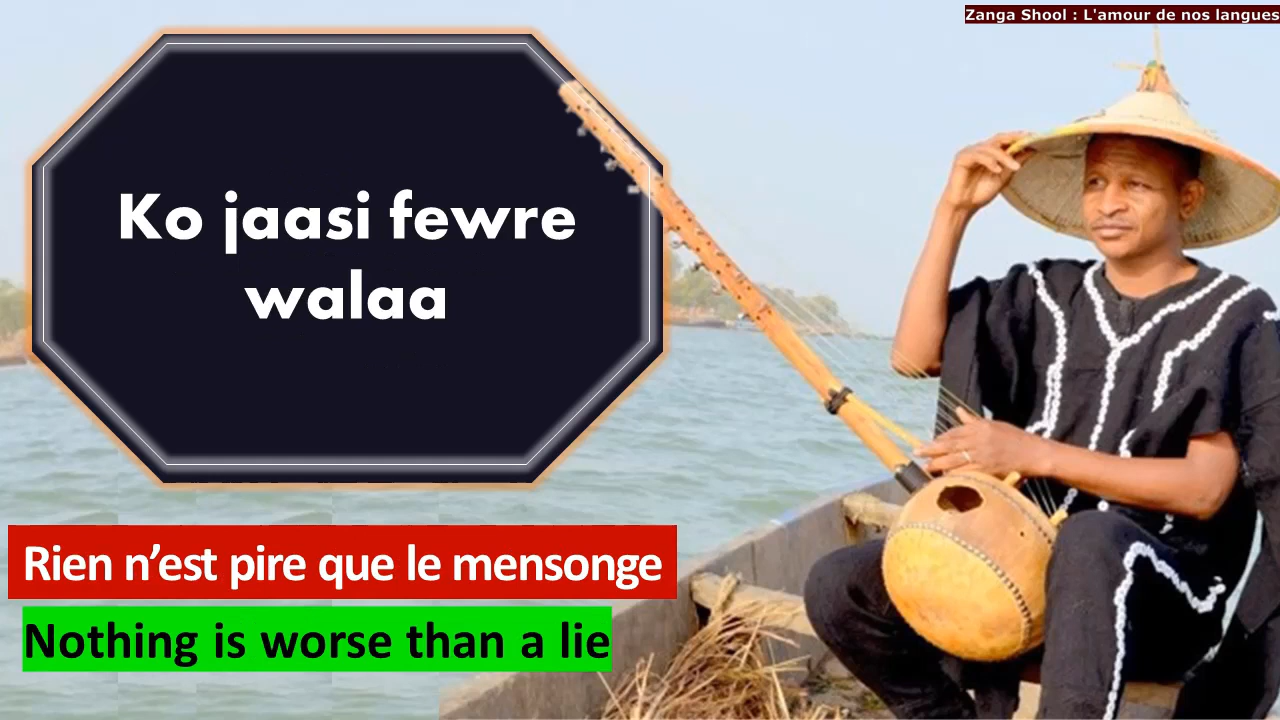 Zanga Shool : L'amour de nos langues
Ko jaasi fewre
walaa
Rien n’est pire que le mensonge
Nothing is worse than a lie